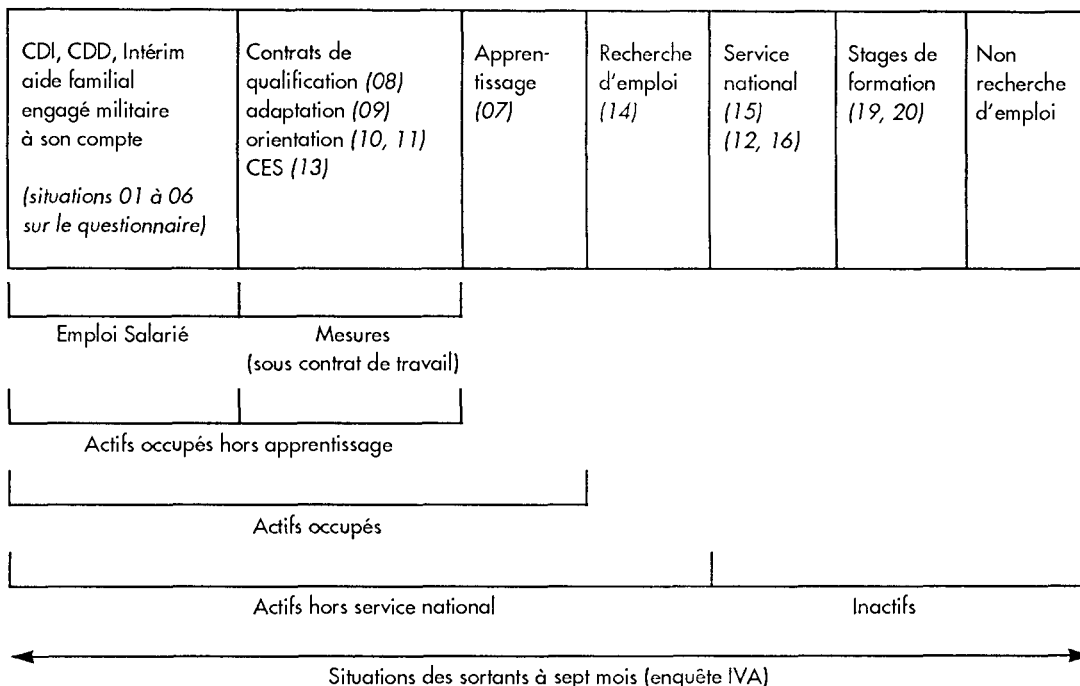 CDI, CDD, Intérim
aide familial
engagé militaire
à son compte
(situations 01 à 06
sur le questionnaire)
Contrats de
qualification (08)
adaptation (09)
orientation (10, 11)
CES (13)
Appren-
tissage
(07)
Recherche
d'emploi
(14)
Service
national
(15)
(12, 16)
Stages de
formation
(19, 20)
Non
recherche
d'emploi
Emploi Salarié
Mesures
(sous contrat de travail)
Actifs occupés hors apprentissage
Actifs occupés
Actifs hors service national
Inactifs
Situations des sortants à sept mois (enquête IVA)